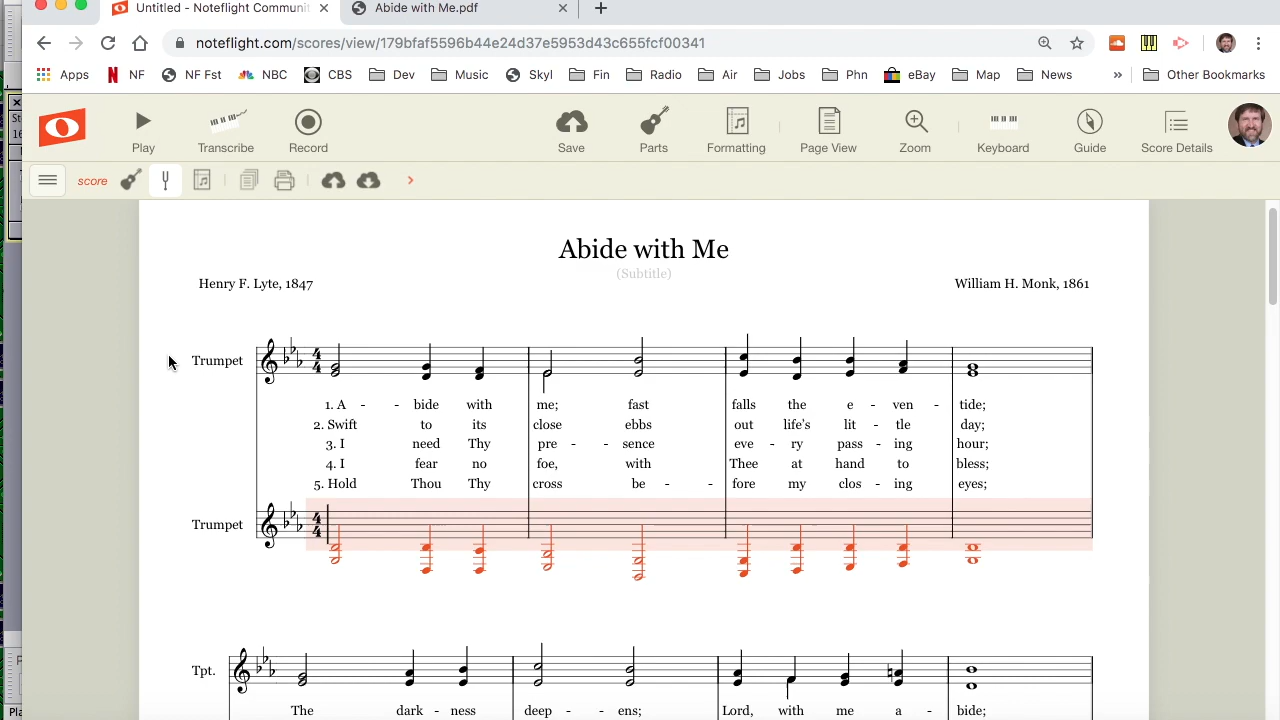 Untitled - Noteflight Communit
Abide with Me.pdf
noteflight.com/scores/view/179bfaf5596b44e24d37e5953d43c655fcf00341
Apps NF NF Fst NBC CBS Dev Music Skyl Fin Radio Air Jobs Phn eBay Map News » Other Bookmarks
Play Transcribe Record Save Parts Formatting Page View Zoom Keyboard Guide Score Details
score
Abide with Me
(Subtitle)
Henry F. Lyte, 1847 William H. Monk, 1861
Trumpet
1. A - - bide with me; fast falls the e - ven - tide;
2. Swift to its close ebbs out life's lit - tle day;
3. I need Thy pre - - sence eve - ry pass - ing hour;
4. I fear no foe, with Thee at hand to bless;
5. Hold Thou Thy cross be - - fore my clos - ing eyes;
Trumpet
Tpt.
The dark - ness deep - - ens; Lord, with me a - bide;